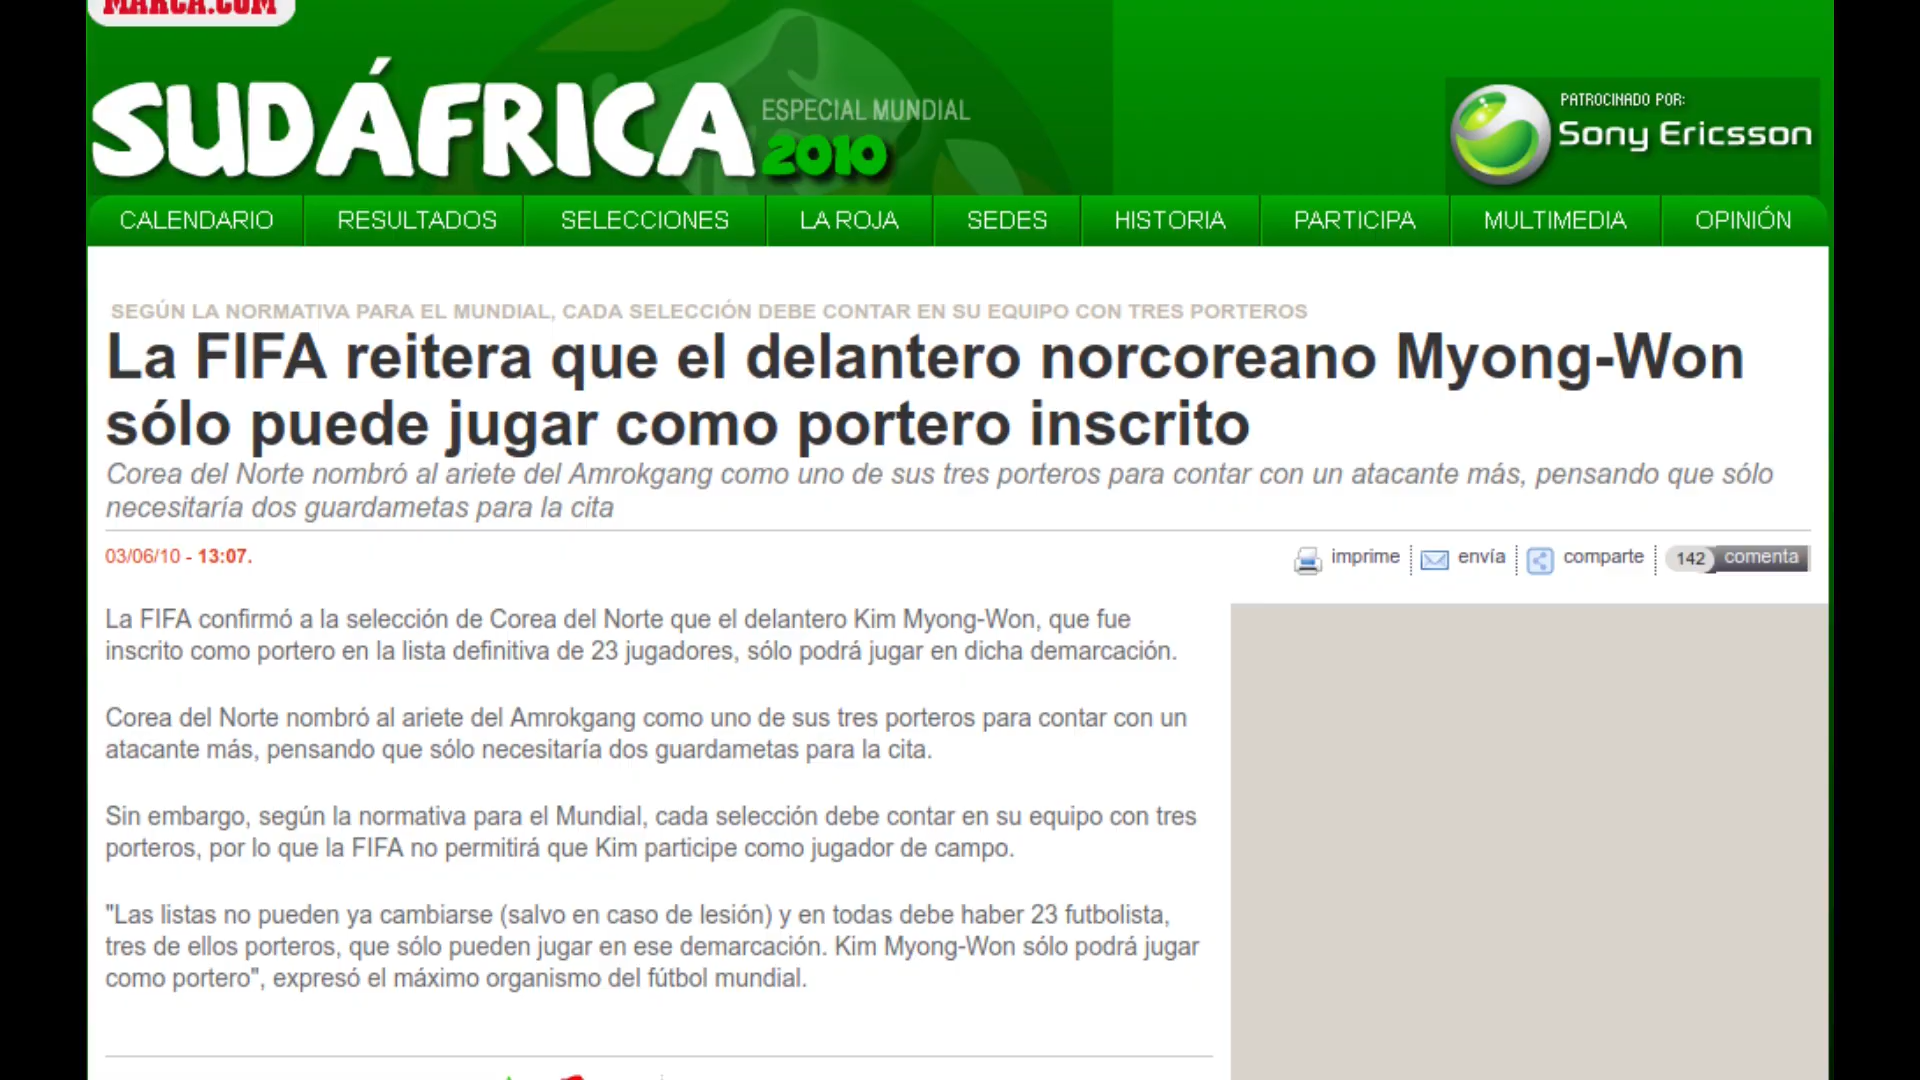 MARCA.COM
SUDÁFRICA
ESPECIAL MUNDIAL
2010
PATROCINADO POR:
Sony Ericsson
CALENDARIO RESULTADOS SELECCIONES LA ROJA SEDES HISTORIA PARTICIPA MULTIMEDIA OPINIÓN
SEGÚN LA NORMATIVA PARA EL MUNDIAL, CADA SELECCIÓN DEBE CONTAR EN SU EQUIPO CON TRES PORTEROS
La FIFA reitera que el delantero norcoreano Myong-Won
sólo puede jugar como portero inscrito
Corea del Norte nombró al ariete del Amrokgang como uno de sus tres porteros para contar con un atacante más, pensando que sólo
necesitaría dos guardametas para la cita
03/06/10 - 13:07.
imprime envía comparte 142 comenta
La FIFA confirmó a la selección de Corea del Norte que el delantero Kim Myong-Won, que fue
inscrito como portero en la lista definitiva de 23 jugadores, sólo podrá jugar en dicha demarcación.
Corea del Norte nombró al ariete del Amrokgang como uno de sus tres porteros para contar con un
atacante más, pensando que sólo necesitaría dos guardametas para la cita.
Sin embargo, según la normativa para el Mundial, cada selección debe contar en su equipo con tres
porteros, por lo que la FIFA no permitirá que Kim participe como jugador de campo.
"Las listas no pueden ya cambiarse (salvo en caso de lesión) y en todas debe haber 23 futbolista,
tres de ellos porteros, que sólo pueden jugar en ese demarcación. Kim Myong-Won sólo podrá jugar
como portero", expresó el máximo organismo del fútbol mundial.